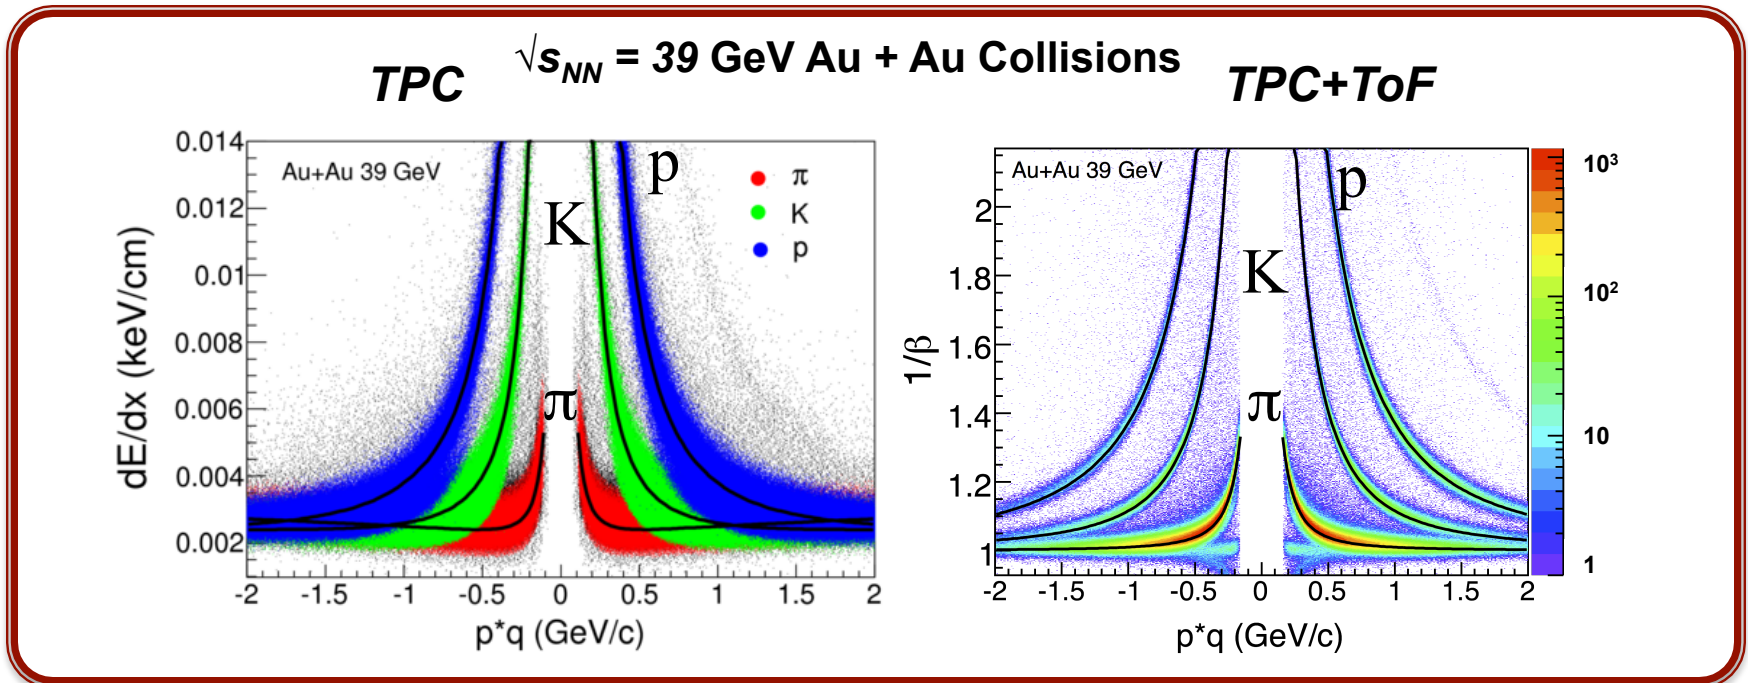 √sNN = 39 GeV Au + Au Collisions
TPC
TPC+ToF
Au+Au 39 GeV
p
K
π
π
K
p
0.014
0.012
0.01
0.008
0.006
0.004
0.002
dE/dx (keV/cm)
-2 -1.5 -1 -0.5 0 0.5 1 1.5 2
p*q (GeV/c)
Au+Au 39 GeV
p
K
π
2
1.8
1.6
1.4
1.2
1
1/β
-2 -1.5 -1 -0.5 0 0.5 1 1.5 2
p*q (GeV/c)
10³
10²
10
1